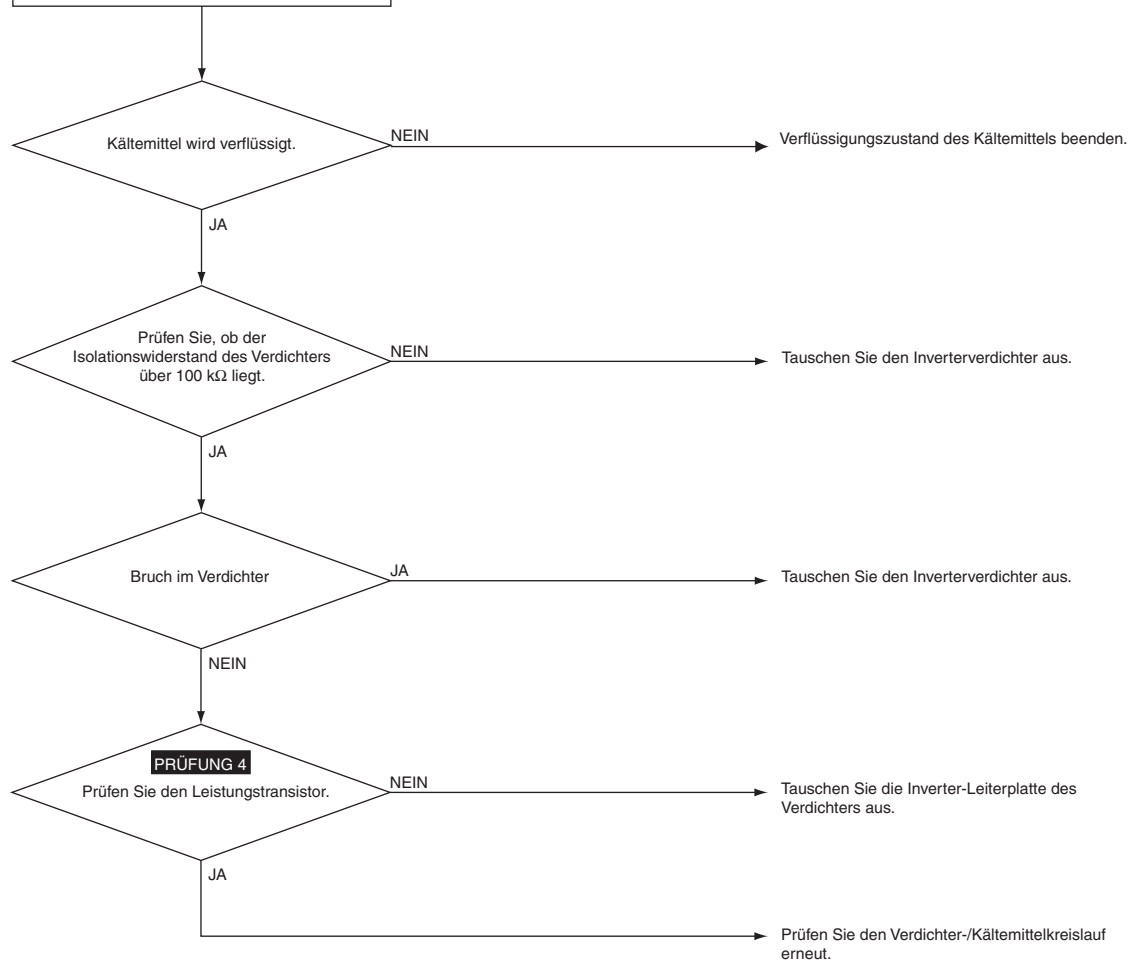 Kältemittel wird verflüssigt.
NEIN
Verflüssigungszustand des Kältemittels beenden.
JA
Prüfen Sie, ob der
Isolationswiderstand des Verdichters
über 100 kΩ liegt.
NEIN
Tauschen Sie den Inverterverdichter aus.
JA
Bruch im Verdichter
JA
Tauschen Sie den Inverterverdichter aus.
NEIN
PRÜFUNG 4
Prüfen Sie den Leistungstransistor.
NEIN
Tauschen Sie die Inverter-Leiterplatte des
Verdichters aus.
JA
Prüfen Sie den Verdichter-/Kältemittelkreislauf
erneut.